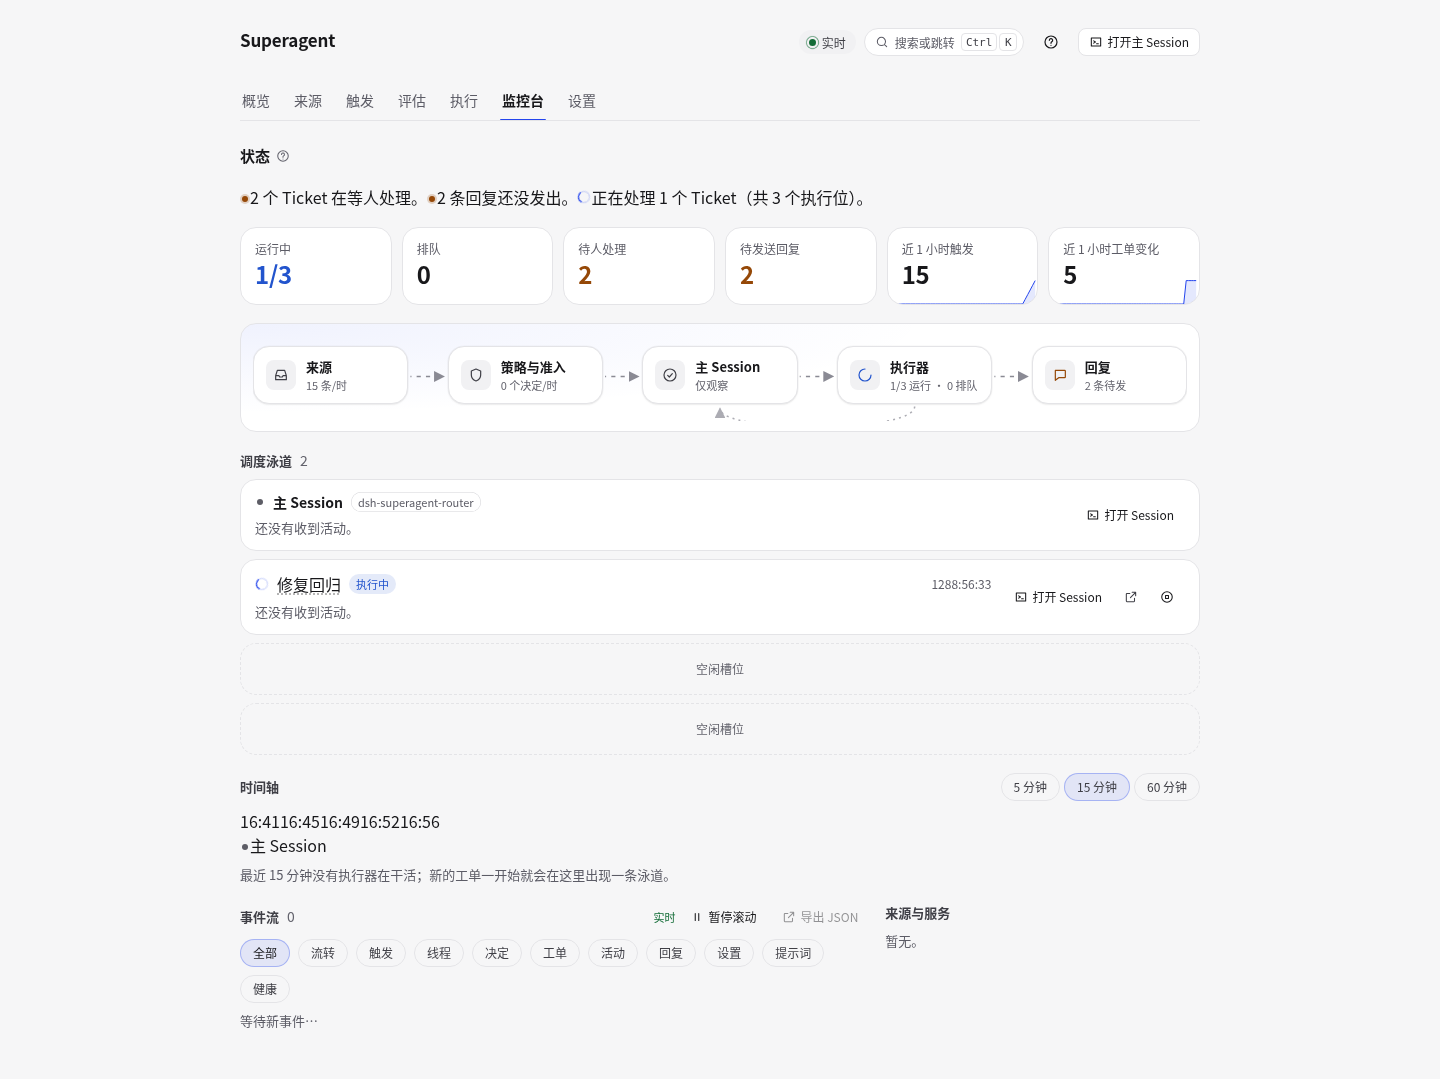 Superagent
实时
搜索或跳转 Ctrl K
打开主 Session
概览 来源 触发 评估 执行 监控台 设置
状态
2 个 Ticket 在等人处理。2 条回复还没发出。正在处理 1 个 Ticket（共 3 个执行位）。
运行中
1/3
排队
0
待人处理
2
待发送回复
2
近 1 小时触发
15
近 1 小时工单变化
5
来源
15 条/时
策略与准入
0 个决定/时
主 Session
仅观察
执行器
1/3 运行 · 0 排队
回复
2 条待发
调度泳道 2
主 Session dsh-superagent-router
还没有收到活动。
打开 Session
修复回归 执行中
还没有收到活动。
1288:56:33
打开 Session
空闲槽位
空闲槽位
时间轴
5 分钟 15 分钟 60 分钟
16:4116:4516:4916:5216:56
主 Session
最近 15 分钟没有执行器在干活；新的工单一开始就会在这里出现一条泳道。
事件流 0
实时 暂停滚动 导出 JSON
全部 流转 触发 线程 决定 工单 活动 回复 设置 提示词
健康
等待新事件…
来源与服务
暂无。